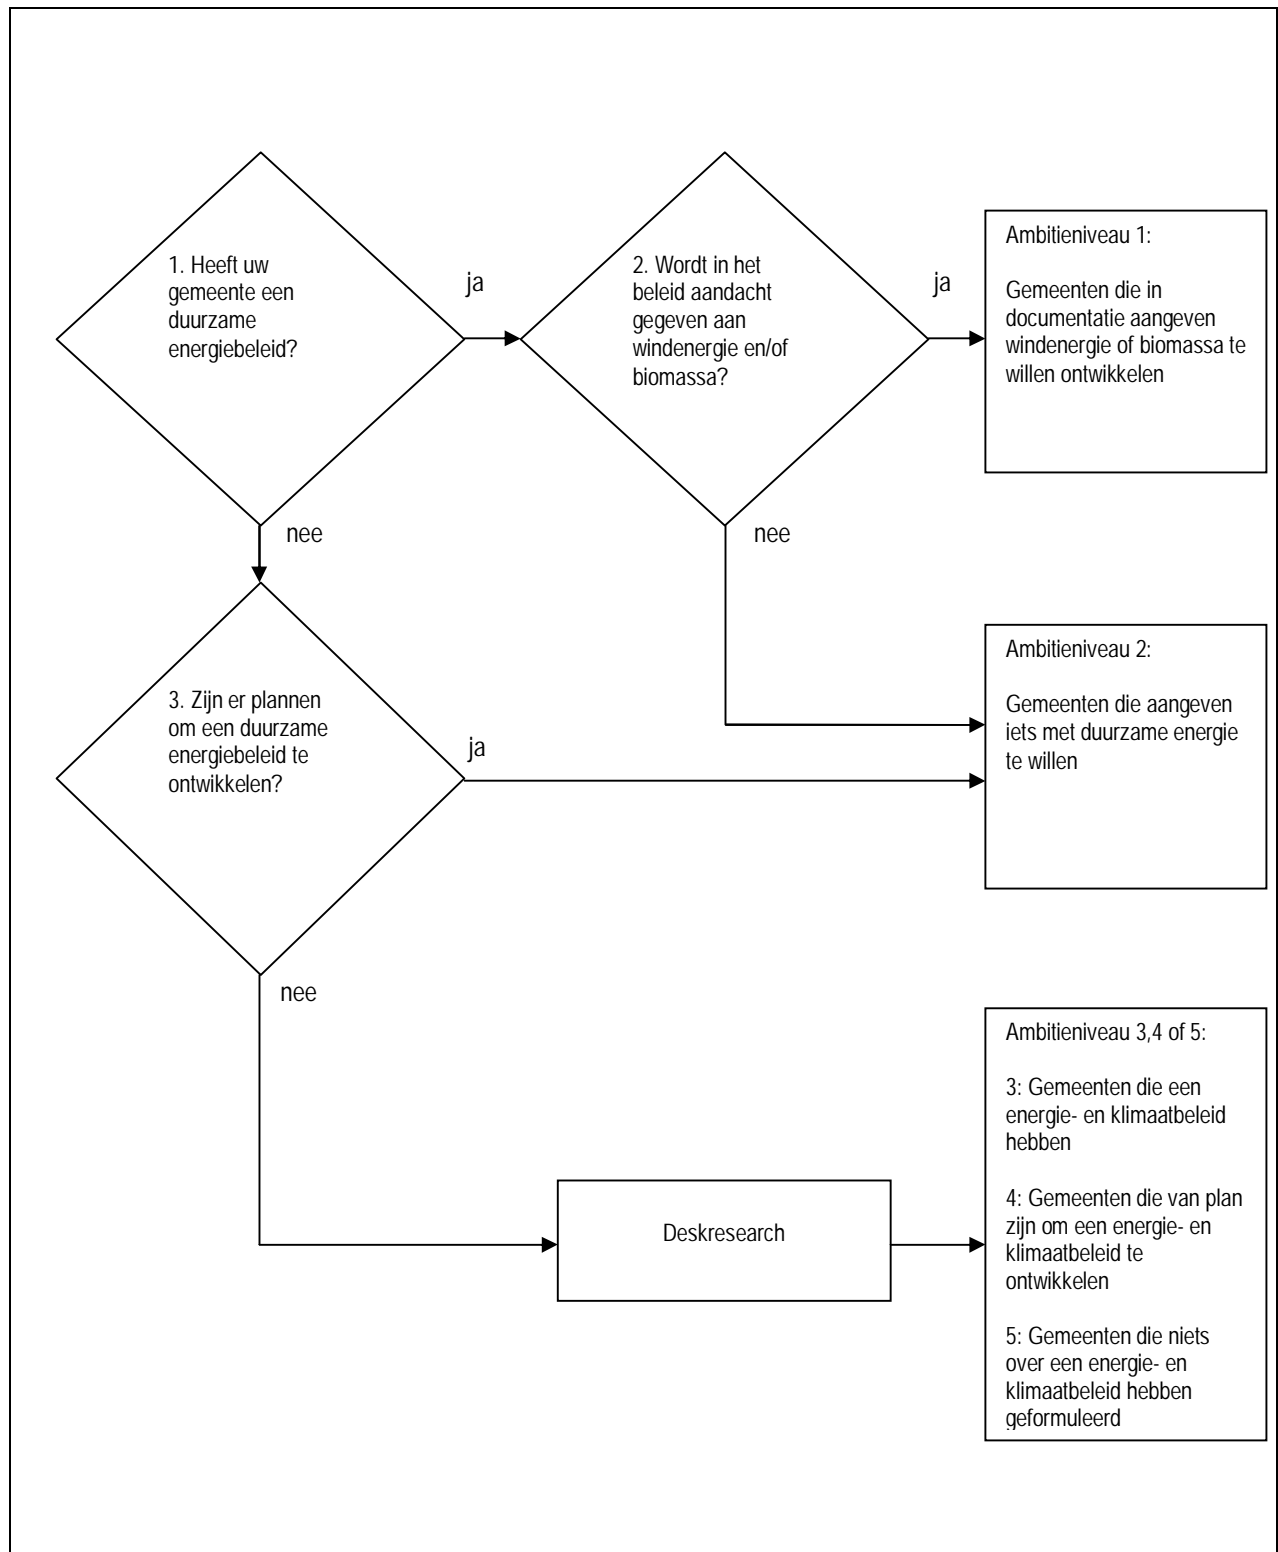 1. Heeft uw
gemeente een
duurzame
energiebeleid?
ja
nee
2. Wordt in het
beleid aandacht
gegeven aan
windenergie en/of
biomassa?
ja
nee
Ambitieniveau 1:
Gemeenten die in
documentatie aangeven
windenergie of biomassa te
willen ontwikkelen
3. Zijn er plannen
om een duurzame
energiebeleid te
ontwikkelen?
ja
nee
Ambitieniveau 2:
Gemeenten die aangeven
iets met duurzame energie
te willen
Deskresearch
Ambitieniveau 3,4 of 5:
3: Gemeenten die een
energie- en klimaatbeleid
hebben
4: Gemeenten die van plan
zijn om een energie- en
klimaatbeleid te
ontwikkelen
5: Gemeenten die niets
over een energie- en
klimaatbeleid hebben
geformuleerd